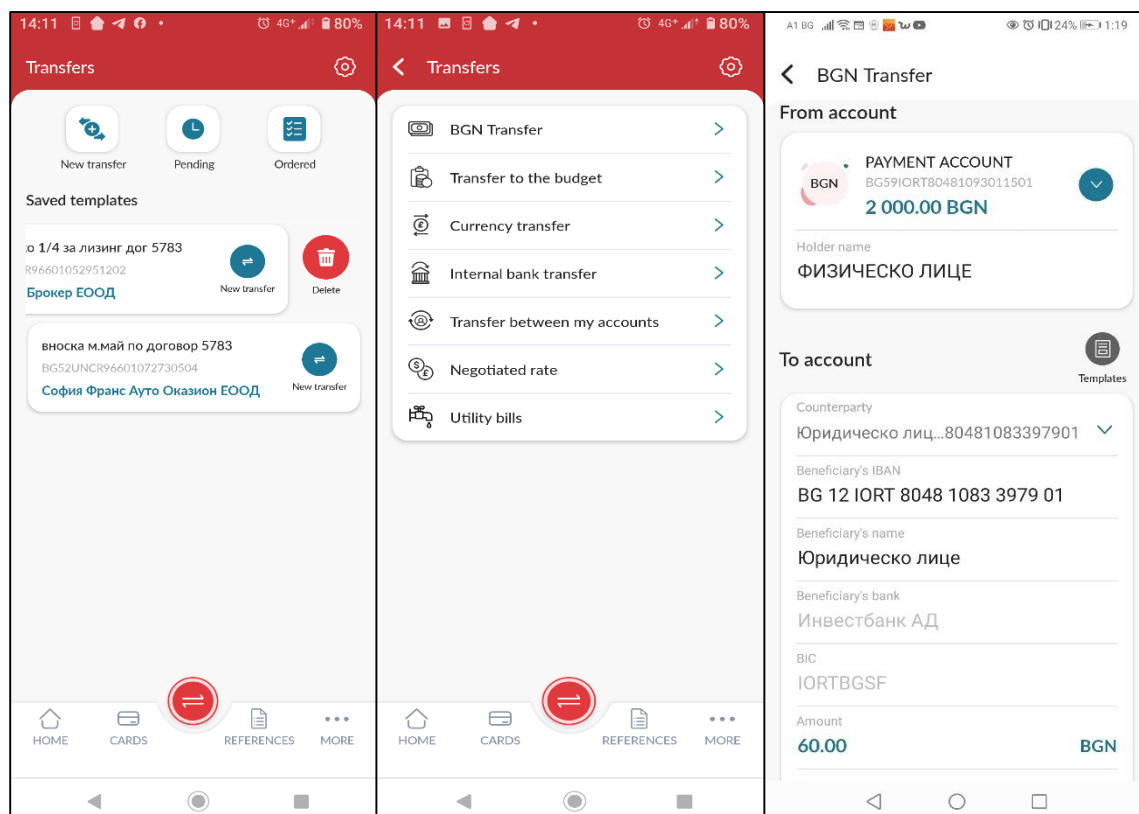 14:11
4G+
80%
Transfers
New transfer
Pending
Ordered
Saved templates
о 1/4 за лизинг дог 5783
R96601052951202
Брокер ЕООД
New transfer
Delete
вноска м.май по договор 5783
BG52UNCR96601072730504
София Франс Ауто Оказион ЕООД
New transfer
HOME
CARDS
REFERENCES
MORE
14:11
4G+
80%
Transfers
BGN Transfer
Transfer to the budget
Currency transfer
Internal bank transfer
Transfer between my accounts
Negotiated rate
Utility bills
HOME
CARDS
REFERENCES
MORE
A1 BG
24%
1:19
BGN Transfer
From account
BGN
PAYMENT ACCOUNT
BG59IORT80481093011501
2 000.00 BGN
Holder name
ФИЗИЧЕСКО ЛИЦЕ
To account
Templates
Counterparty
Юридическо лиц...80481083397901
Beneficiary's IBAN
BG 12 IORT 8048 1083 3979 01
Beneficiary's name
Юридическо лице
Beneficiary's bank
Инвестбанк АД
BIC
IORTBGSF
Amount
60.00 BGN